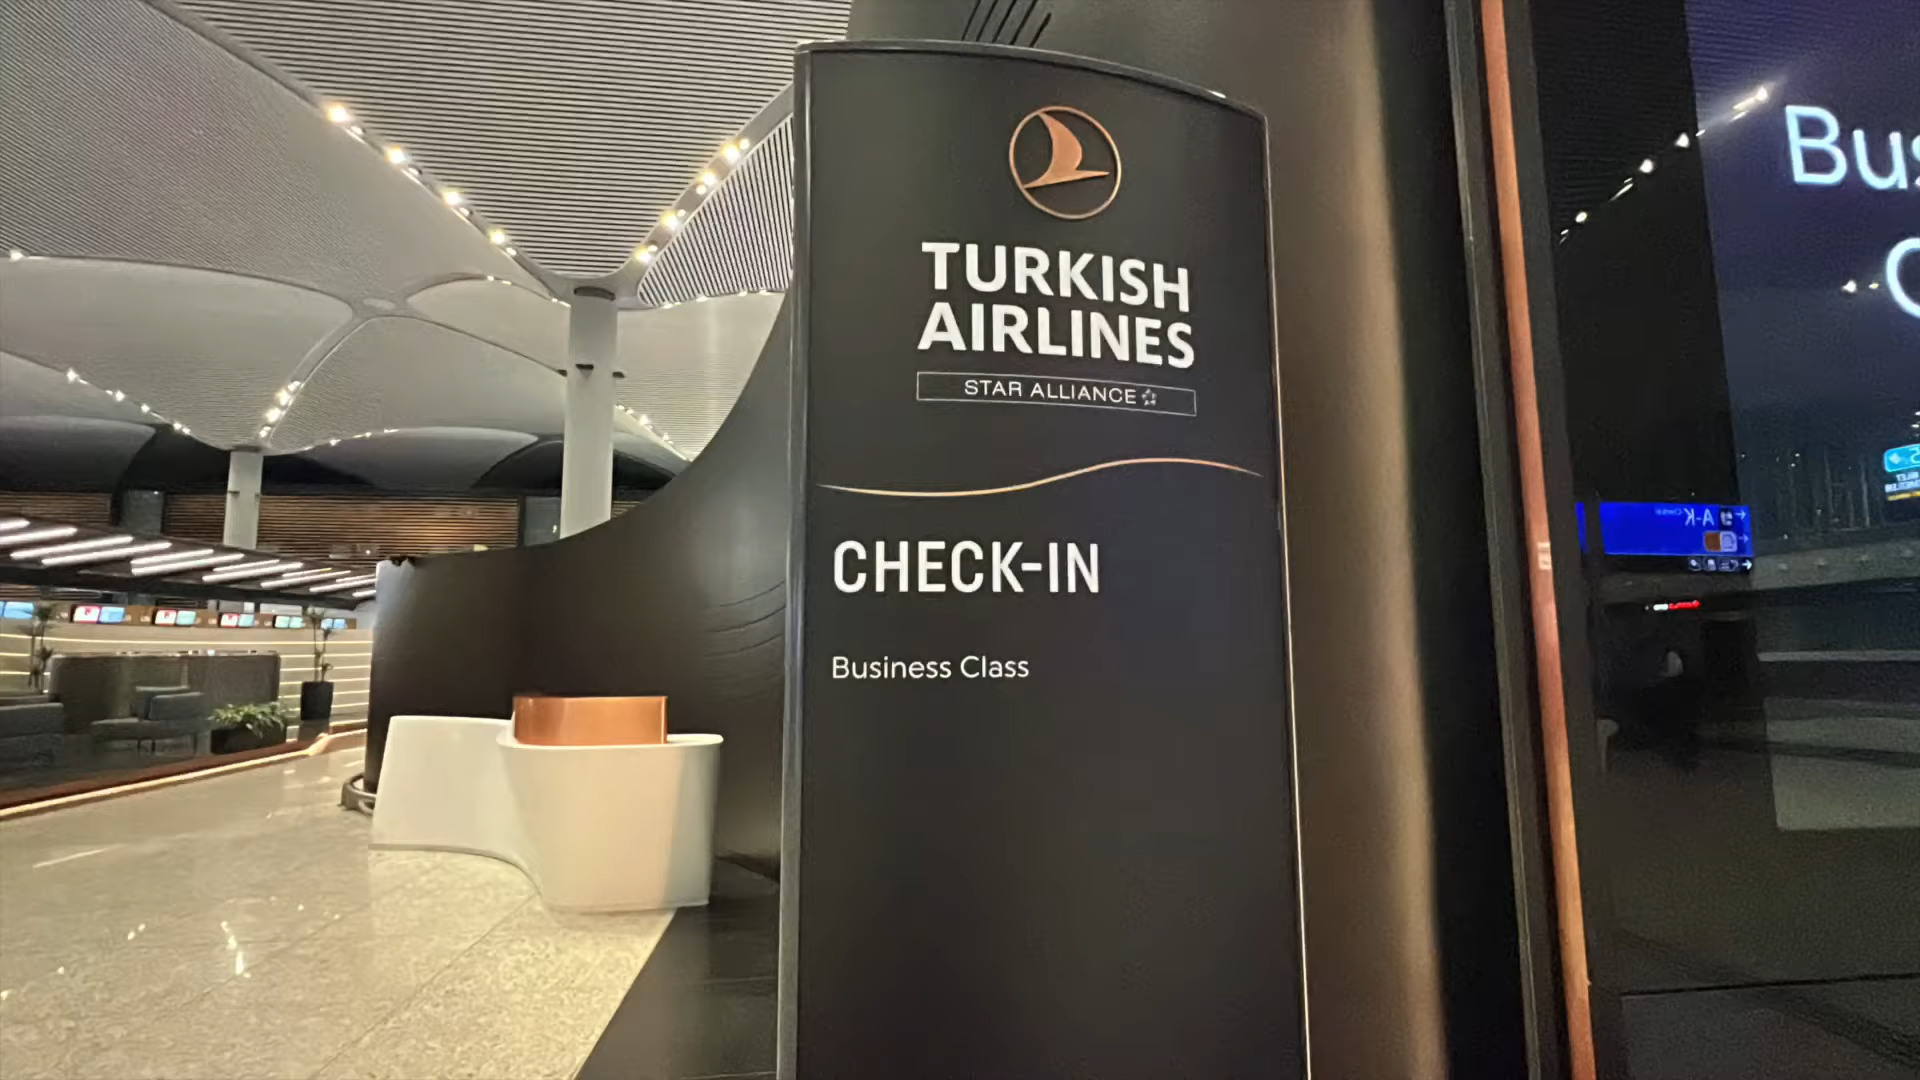 TURKISH
AIRLINES
STAR ALLIANCE
CHECK-IN
Business Class
A-K